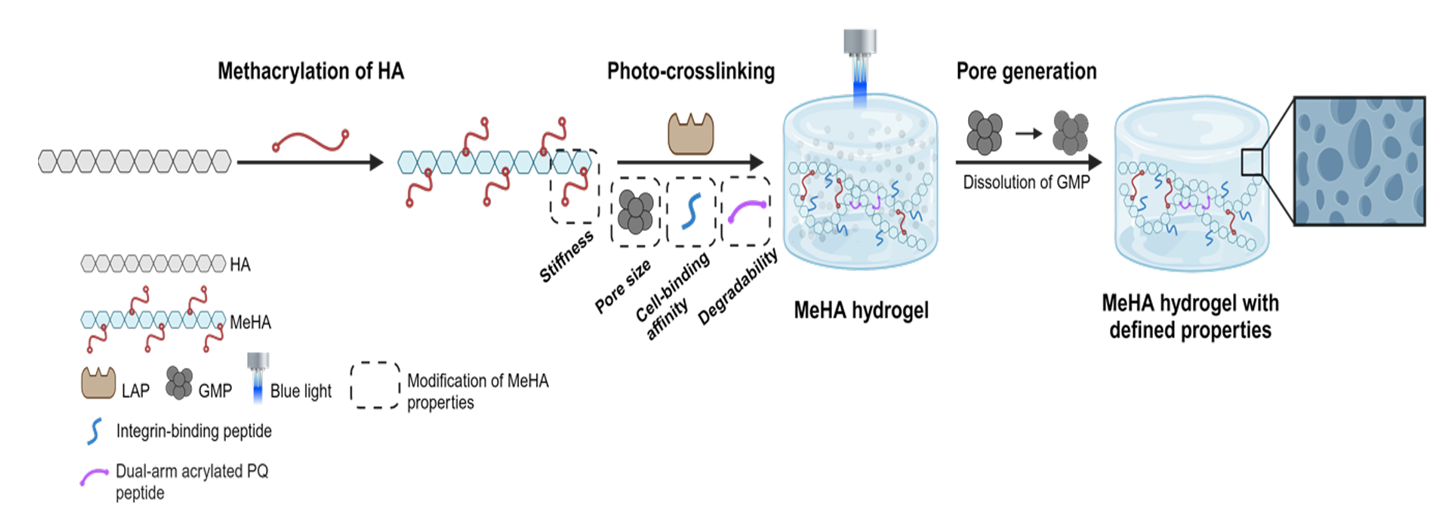 Methacrylation of HA
Photo-crosslinking
Pore generation
Dissolution of GMP
Stiffness
Pore size
Cell-binding
affinity
Degradability
MeHA hydrogel
MeHA hydrogel with
defined properties
HA
MeHA
LAP
GMP
Blue light
Modification of MeHA
properties
Integrin-binding peptide
Dual-arm acrylated PQ
peptide